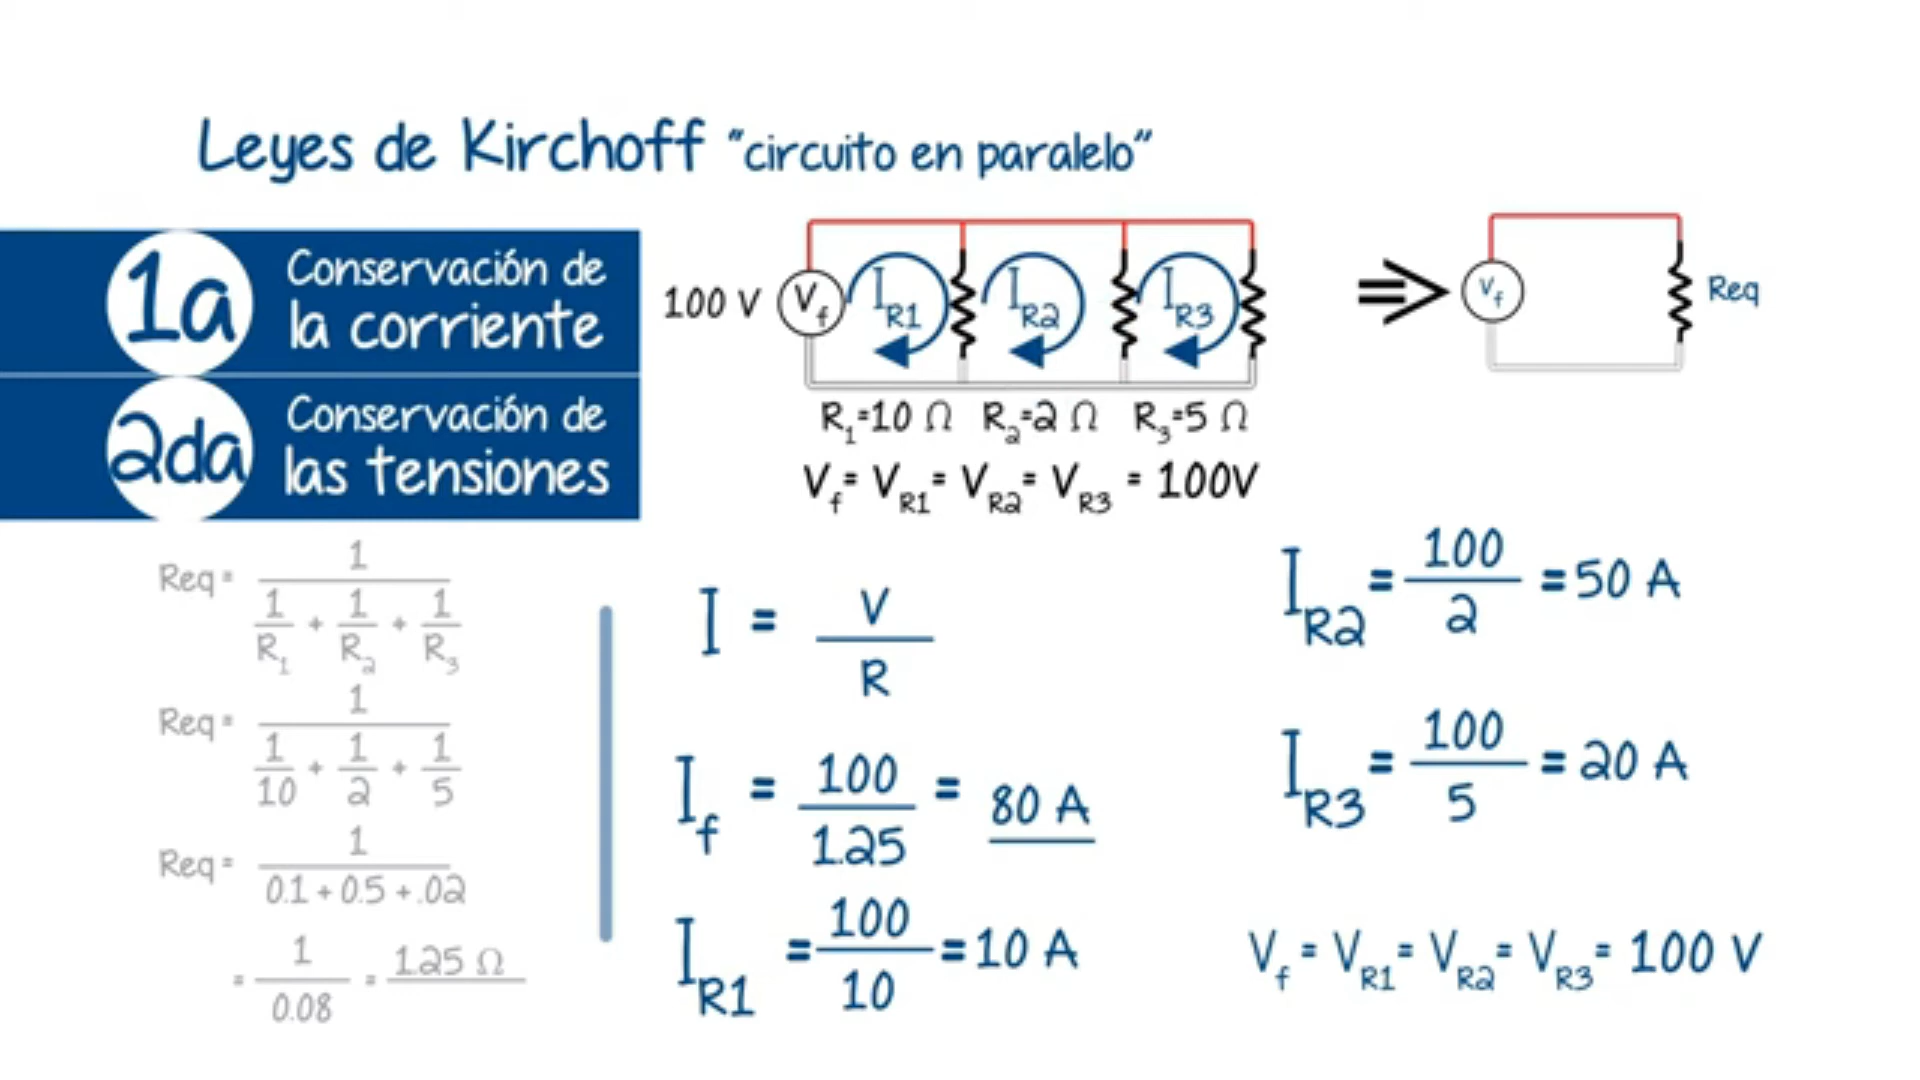 Leyes de Kirchoff "circuito en paralelo"
1a
Conservación de
la corriente
2da
Conservación de
las tensiones
100 V
Vf
IR1
IR2
IR3
R1=10 Ω R2=2 Ω R3=5 Ω
Vf = VR1 = VR2 = VR3 = 100V
=>
Vf
Req
Req = 1 / (1/R1 + 1/R2 + 1/R3)
Req = 1 / (1/10 + 1/2 + 1/5)
Req = 1 / (0.1 + 0.5 + .02)
= 1 / 0.08 = 1.25 Ω
I = V / R
If = 100 / 1.25 = 80 A
IR1 = 100 / 10 = 10 A
IR2 = 100 / 2 = 50 A
IR3 = 100 / 5 = 20 A
Vf = VR1 = VR2 = VR3 = 100 V